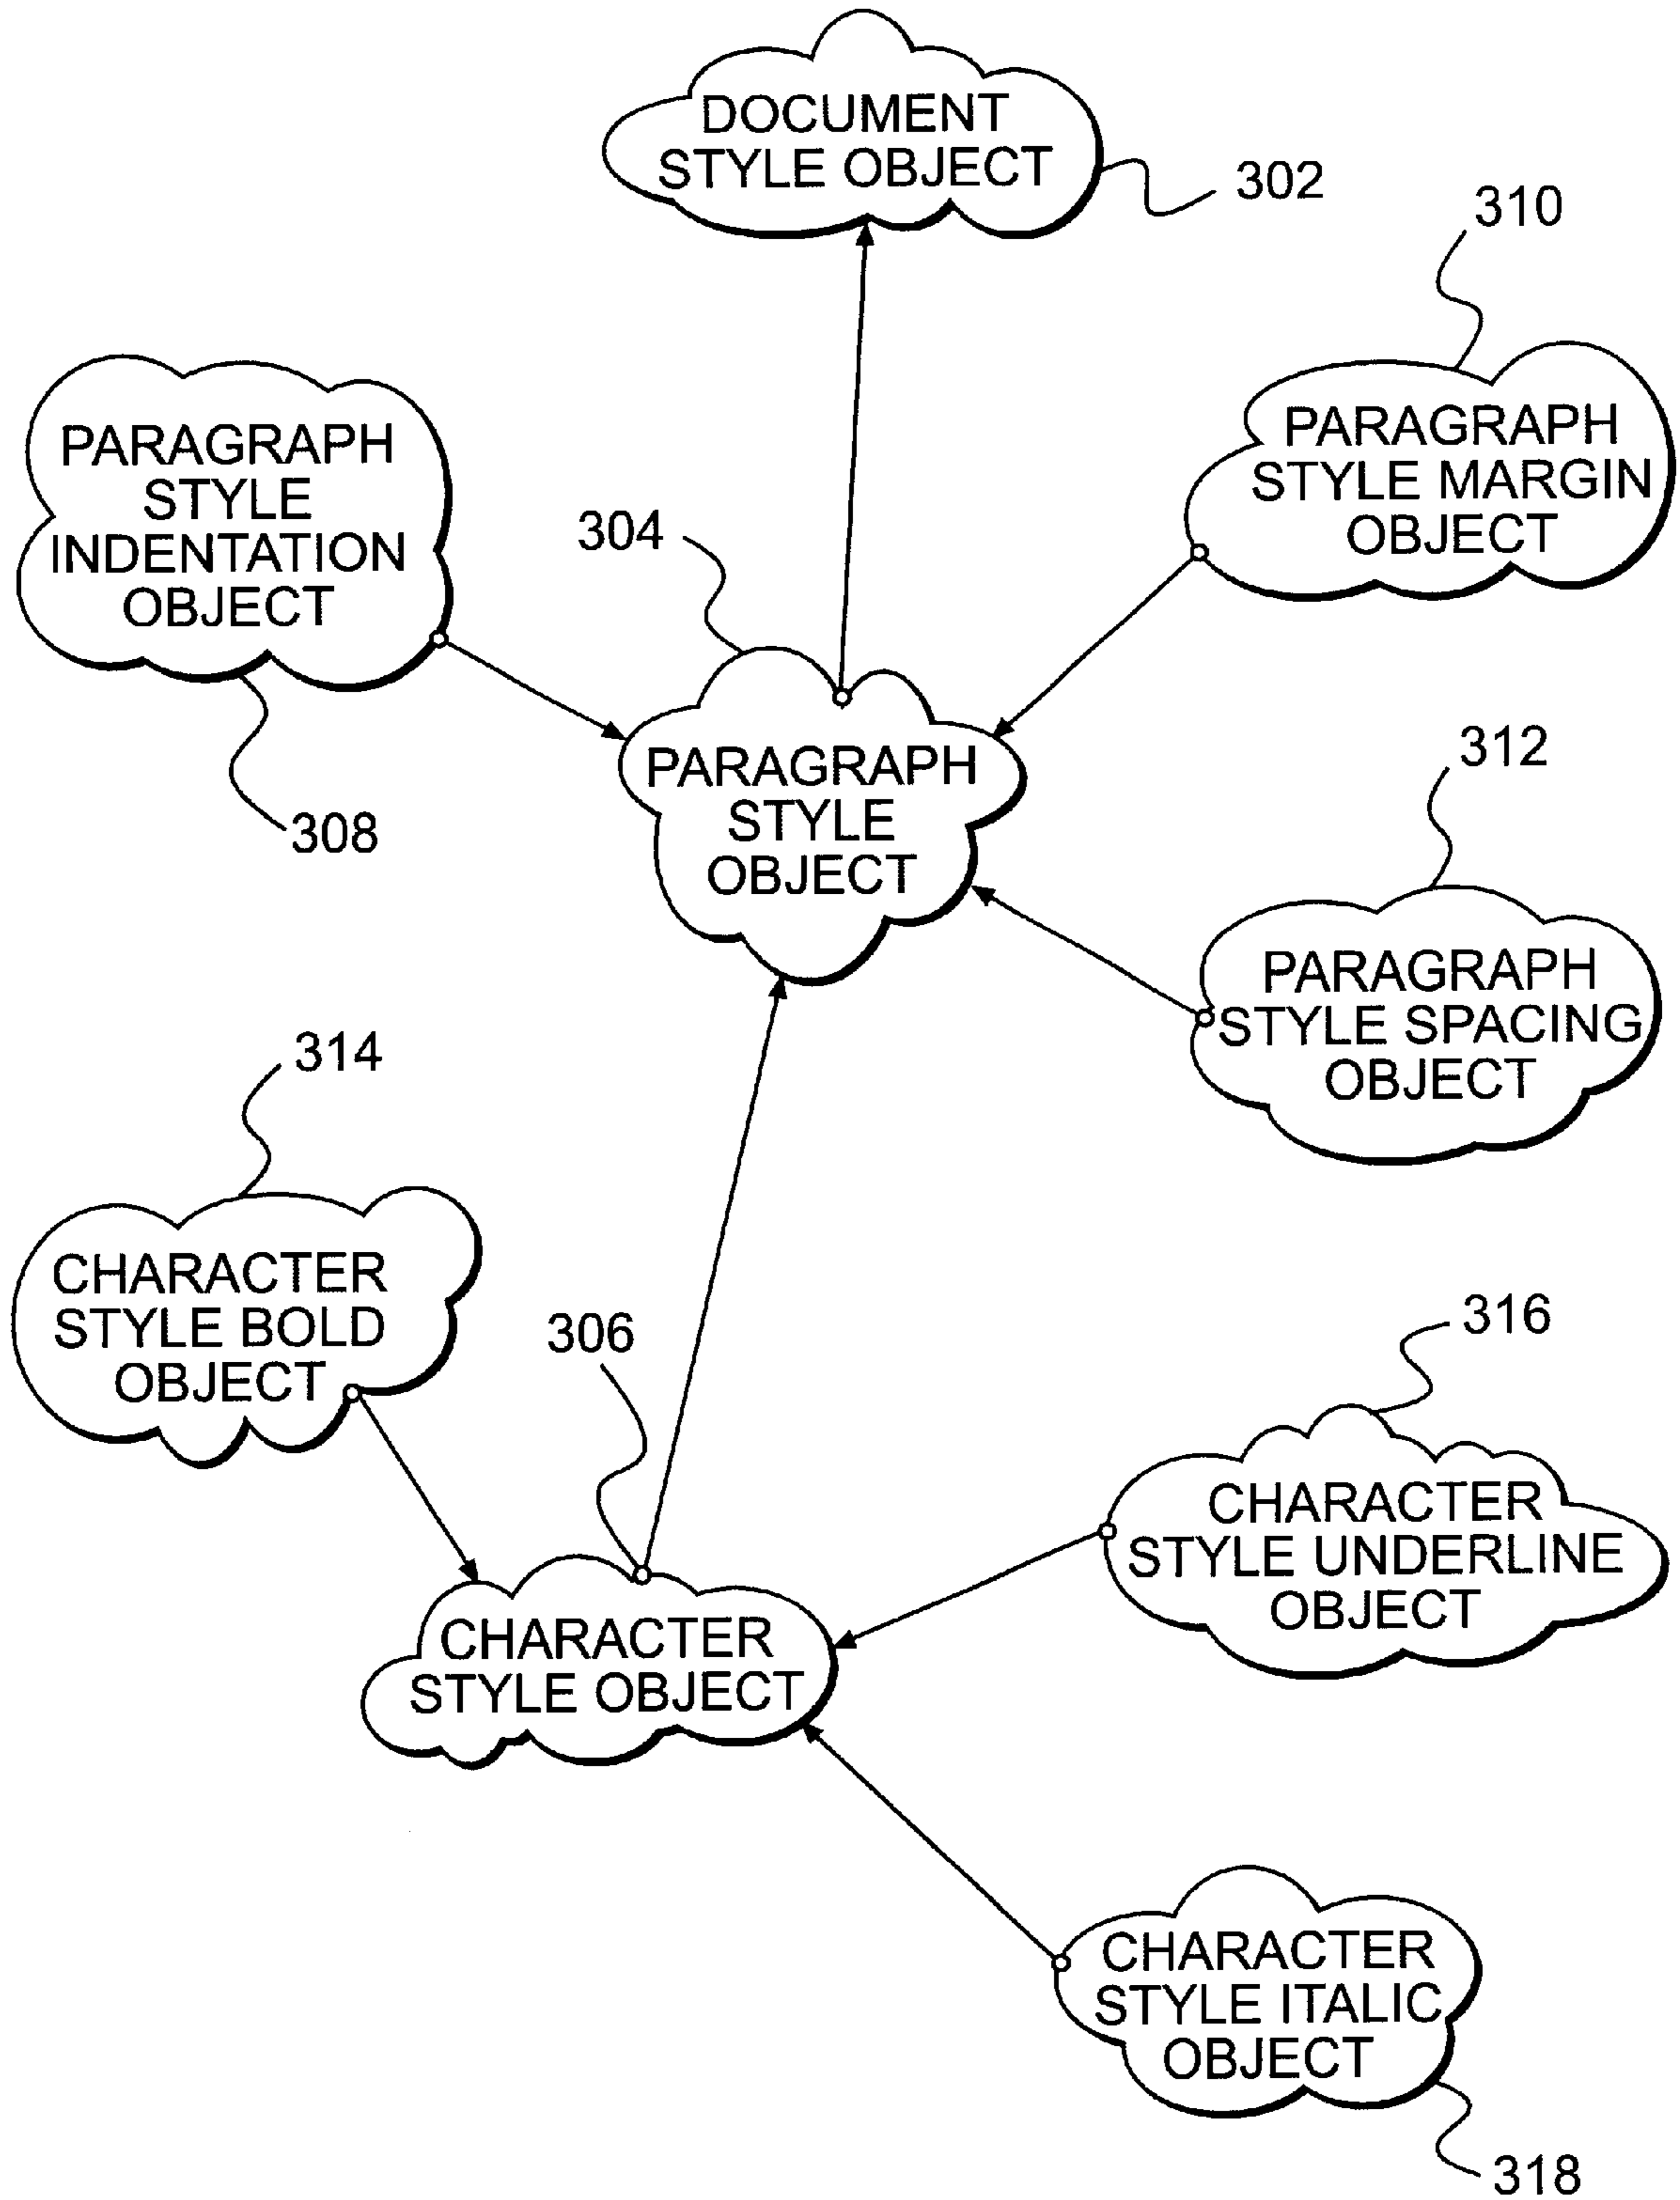 DOCUMENT
STYLE OBJECT
302
310
PARAGRAPH
STYLE
INDENTATION
OBJECT
308
PARAGRAPH
STYLE MARGIN
OBJECT
304
PARAGRAPH
STYLE
OBJECT
312
PARAGRAPH
STYLE SPACING
OBJECT
314
CHARACTER
STYLE BOLD
OBJECT
306
316
CHARACTER
STYLE UNDERLINE
OBJECT
CHARACTER
STYLE OBJECT
CHARACTER
STYLE ITALIC
OBJECT
318